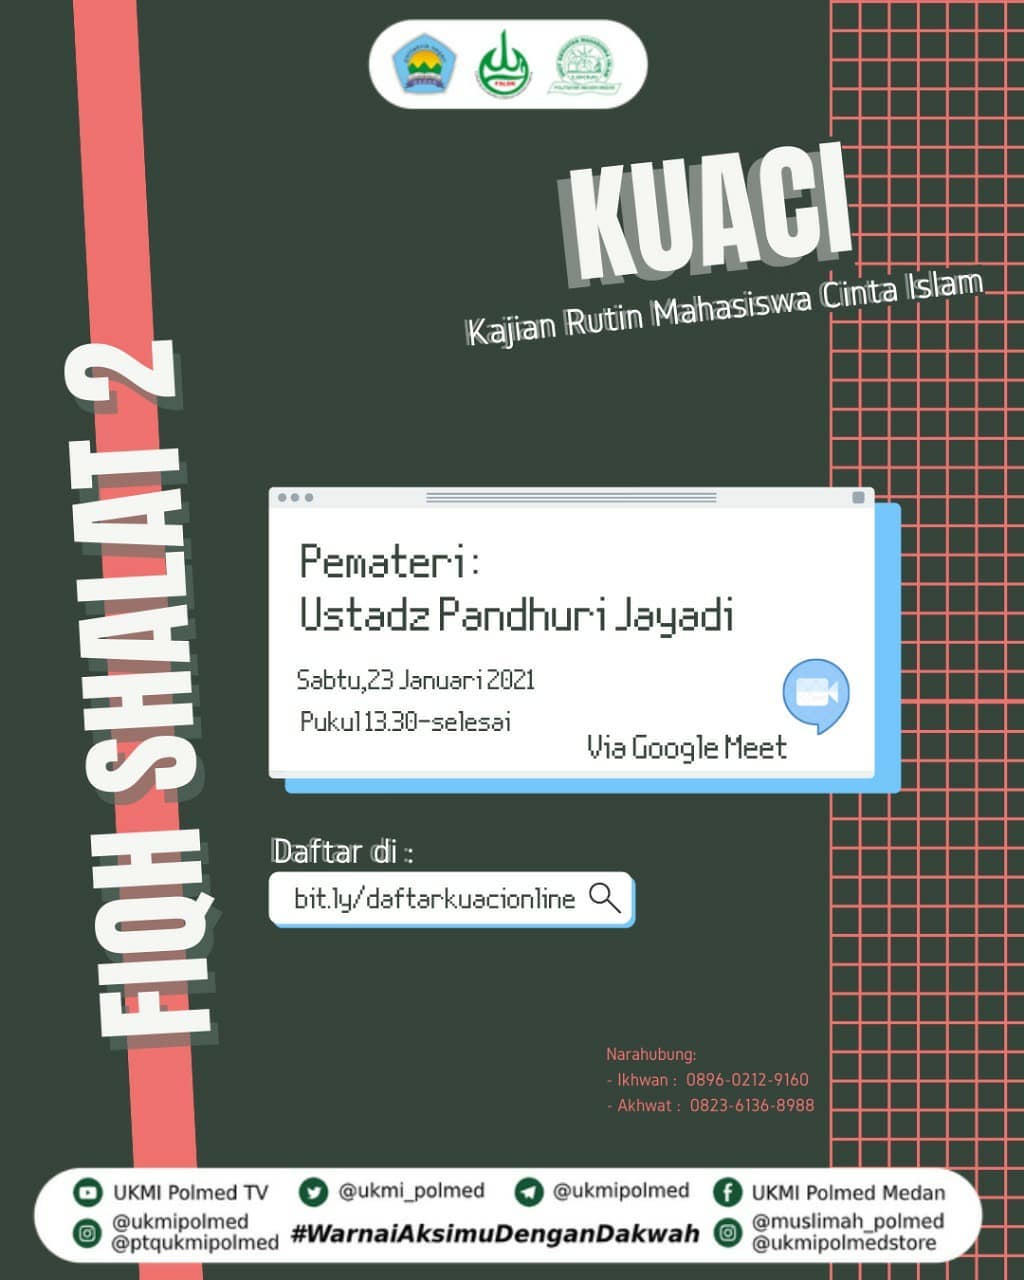 KUACI
Kajian Rutin Mahasiswa Cinta Islam
FIQH SHALAT 2
Pemateri:
Ustadz Pandhuri Jayadi
Sabtu,23 Januari 2021
Pukul 13.30-selesai
Via Google Meet
Daftar di :
bit.ly/daftarkuacionline
Narahubung:
- Ikhwan : 0896-0212-9160
- Akhwat : 0823-6136-8988
UKMI Polmed TV
@ukmi_polmed
@ukmipolmed
UKMI Polmed Medan
@ukmipolmed
@ptqukmipolmed
#WarnaiAksimuDenganDakwah
@muslimah_polmed
@ukmipolmedstore